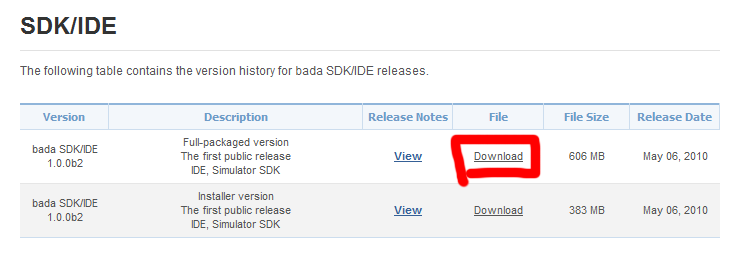 SDK/IDE
The following table contains the version history for bada SDK/IDE releases.
Version Description Release Notes File File Size Release Date
bada SDK/IDE
1.0.0b2
Full-packaged version
The first public release
IDE, Simulator SDK
View
Download
606 MB
May 06, 2010
bada SDK/IDE
1.0.0b2
Installer version
The first public release
IDE, Simulator SDK
View
Download
383 MB
May 06, 2010